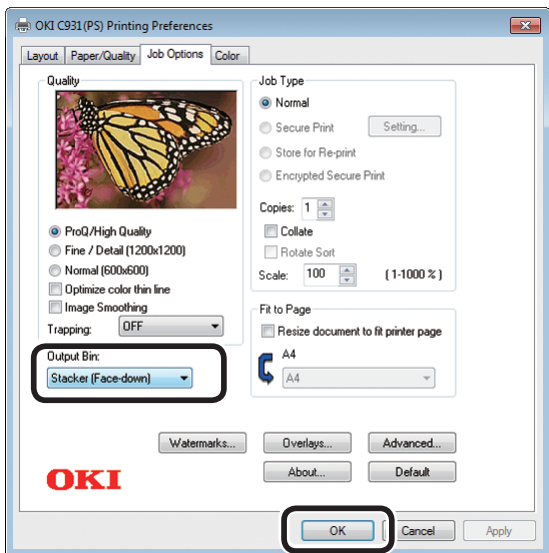 OKI C931(PS) Printing Preferences
Layout Paper/Quality Job Options Color
Quality
ProQ/High Quality
Fine / Detail (1200x1200)
Normal (600x600)
Optimize color thin line
Image Smoothing
Trapping: OFF
Output Bin:
Stacker (Face-down)
Job Type
Normal
Secure Print Setting...
Store for Re-print
Encrypted Secure Print
Copies: 1
Collate
Rotate Sort
Scale: 100 (1-1000 %)
Fit to Page
Resize document to fit printer page
A4
A4
Watermarks... Overlays... Advanced...
About... Default
OKI
OK Cancel Apply